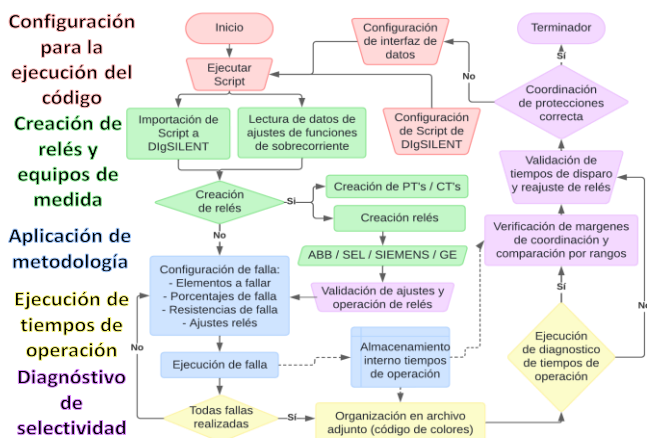 Configuración
para la
ejecución del
código
Creación de
relés y
equipos de
medida
Aplicación de
metodología
Ejecución de
tiempos de
operación
Diagnóstivo
de
selectividad
Inicio
Configuración
de interfaz de
datos
Terminador
Ejecutar
Script
Sí
No
Coordinación
de protecciones
correcta
Importación de
Script a
DIgSILENT
Lectura de datos de
ajustes de funciones
de sobrecorriente
Configuración
de Script de
DIgSILENT
Validación de
tiempos de disparo
y reajuste de relés
Creación
de relés
Sí
Creación de PT's / CT's
Creación relés
No
ABB / SEL / SIEMENS / GE
Verificación de margenes
de coordinación y
comparación por rangos
Configuración de falla:
- Elementos a fallar
- Porcentajes de falla
- Resistencias de falla
- Ajustes relés
Validación de ajustes y
operación de relés
Sí
No
Ejecución de falla
Almacenamiento
interno tiempos
de operación
Ejecución
de diagnostico
de tiempos de
operación
No
Todas fallas
realizadas
Sí
Organización en archivo
adjunto (código de colores)